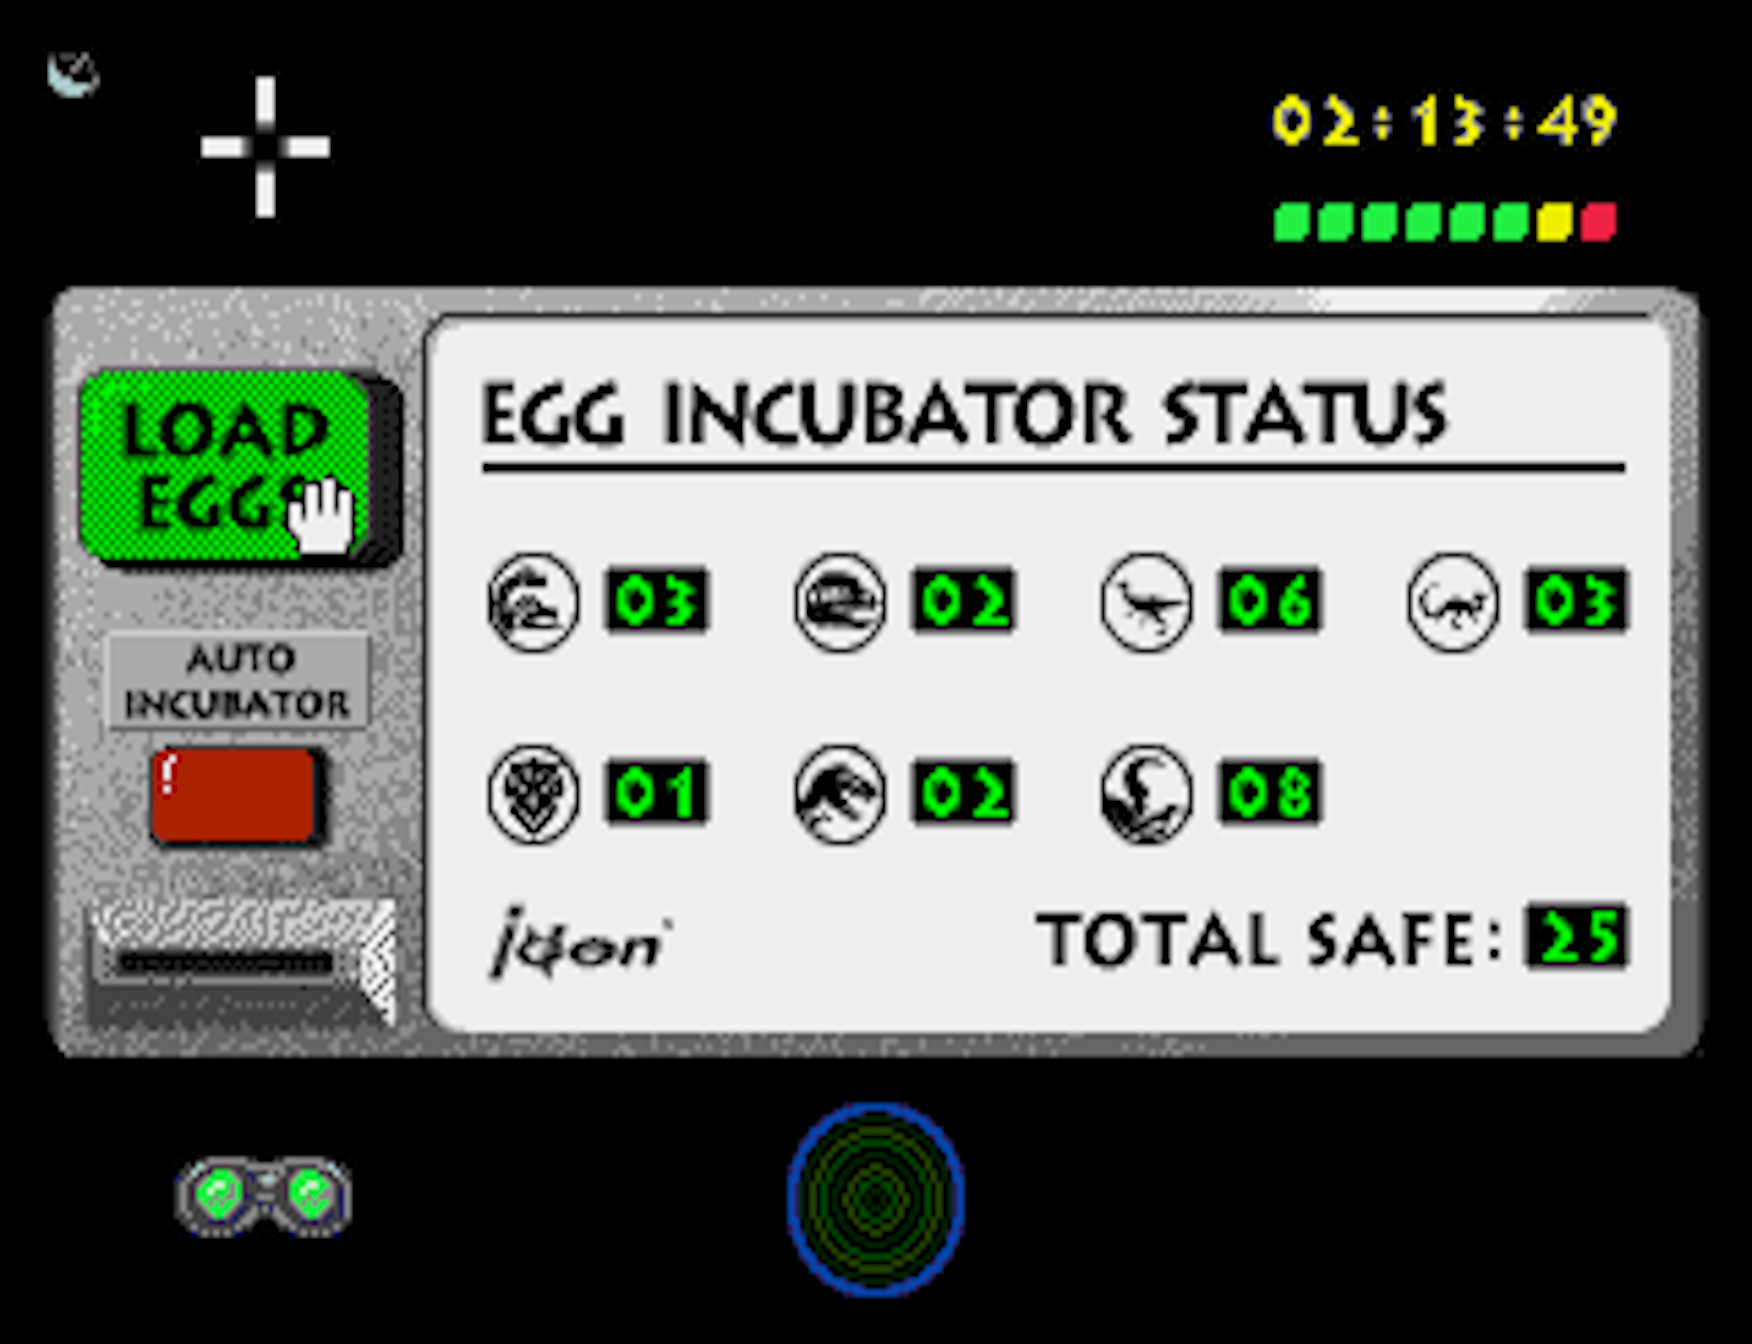 02:13:49
LOAD
EGGS
AUTO
INCUBATOR
EGG INCUBATOR STATUS
03 02 06 03
01 02 08
TOTAL SAFE: 25